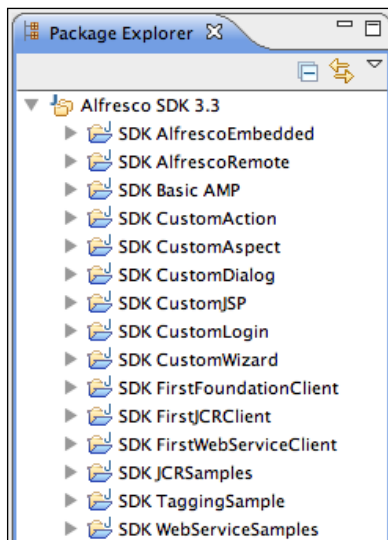 Package Explorer
Alfresco SDK 3.3
SDK AlfrescoEmbedded
SDK AlfrescoRemote
SDK Basic AMP
SDK CustomAction
SDK CustomAspect
SDK CustomDialog
SDK CustomJSP
SDK CustomLogin
SDK CustomWizard
SDK FirstFoundationClient
SDK FirstJCRClient
SDK FirstWebServiceClient
SDK JCRSamples
SDK TaggingSample
SDK WebServiceSamples